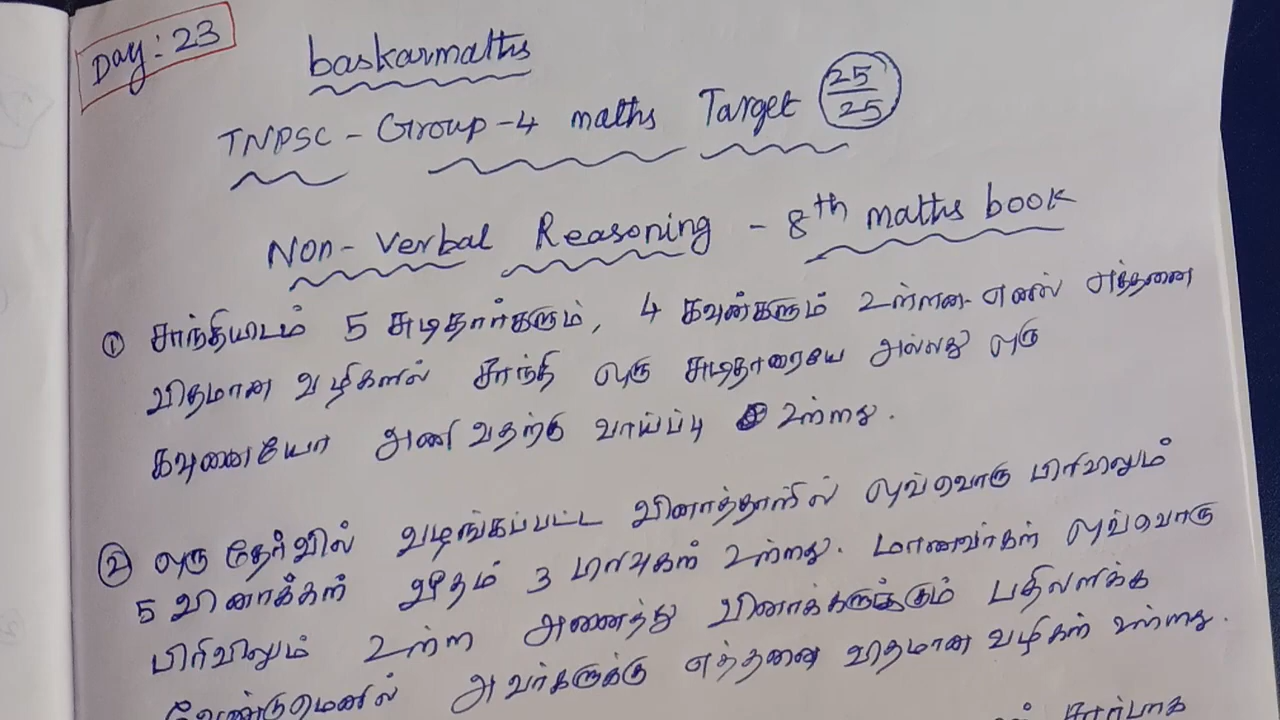 Day: 23
baskarmaths
TNPSC - Group - 4 maths Target 25/25
Non - Verbal Reasoning - 8th maths book
① சாந்தியிடம் 5 சுடிதார்களும், 4 கவுன்களும் உள்ளன. எனில் எத்தனை
விதமான வழிகளில் சாந்தி ஒரு சுடிதாரையே அல்லது ஒரு
கவுனையோ அணிவதற்கு வாய்ப்பு உள்ளது.
② ஒரு தேர்வில் வழங்கப்பட்ட வினாத்தாளில் ஒவ்வொரு பிரிவிலும்
5 வினாக்கள் வீதம் 3 பிரிவுகள் உள்ளது. மாணவர்கள் ஒவ்வொரு
பிரிவிலும் உள்ள அனைத்து வினாக்களுக்கும் பதிலளிக்க
வேண்டுமெனில் அவர்களுக்கு எத்தனை விதமான வழிகள் உள்ளது.
சார்பாக